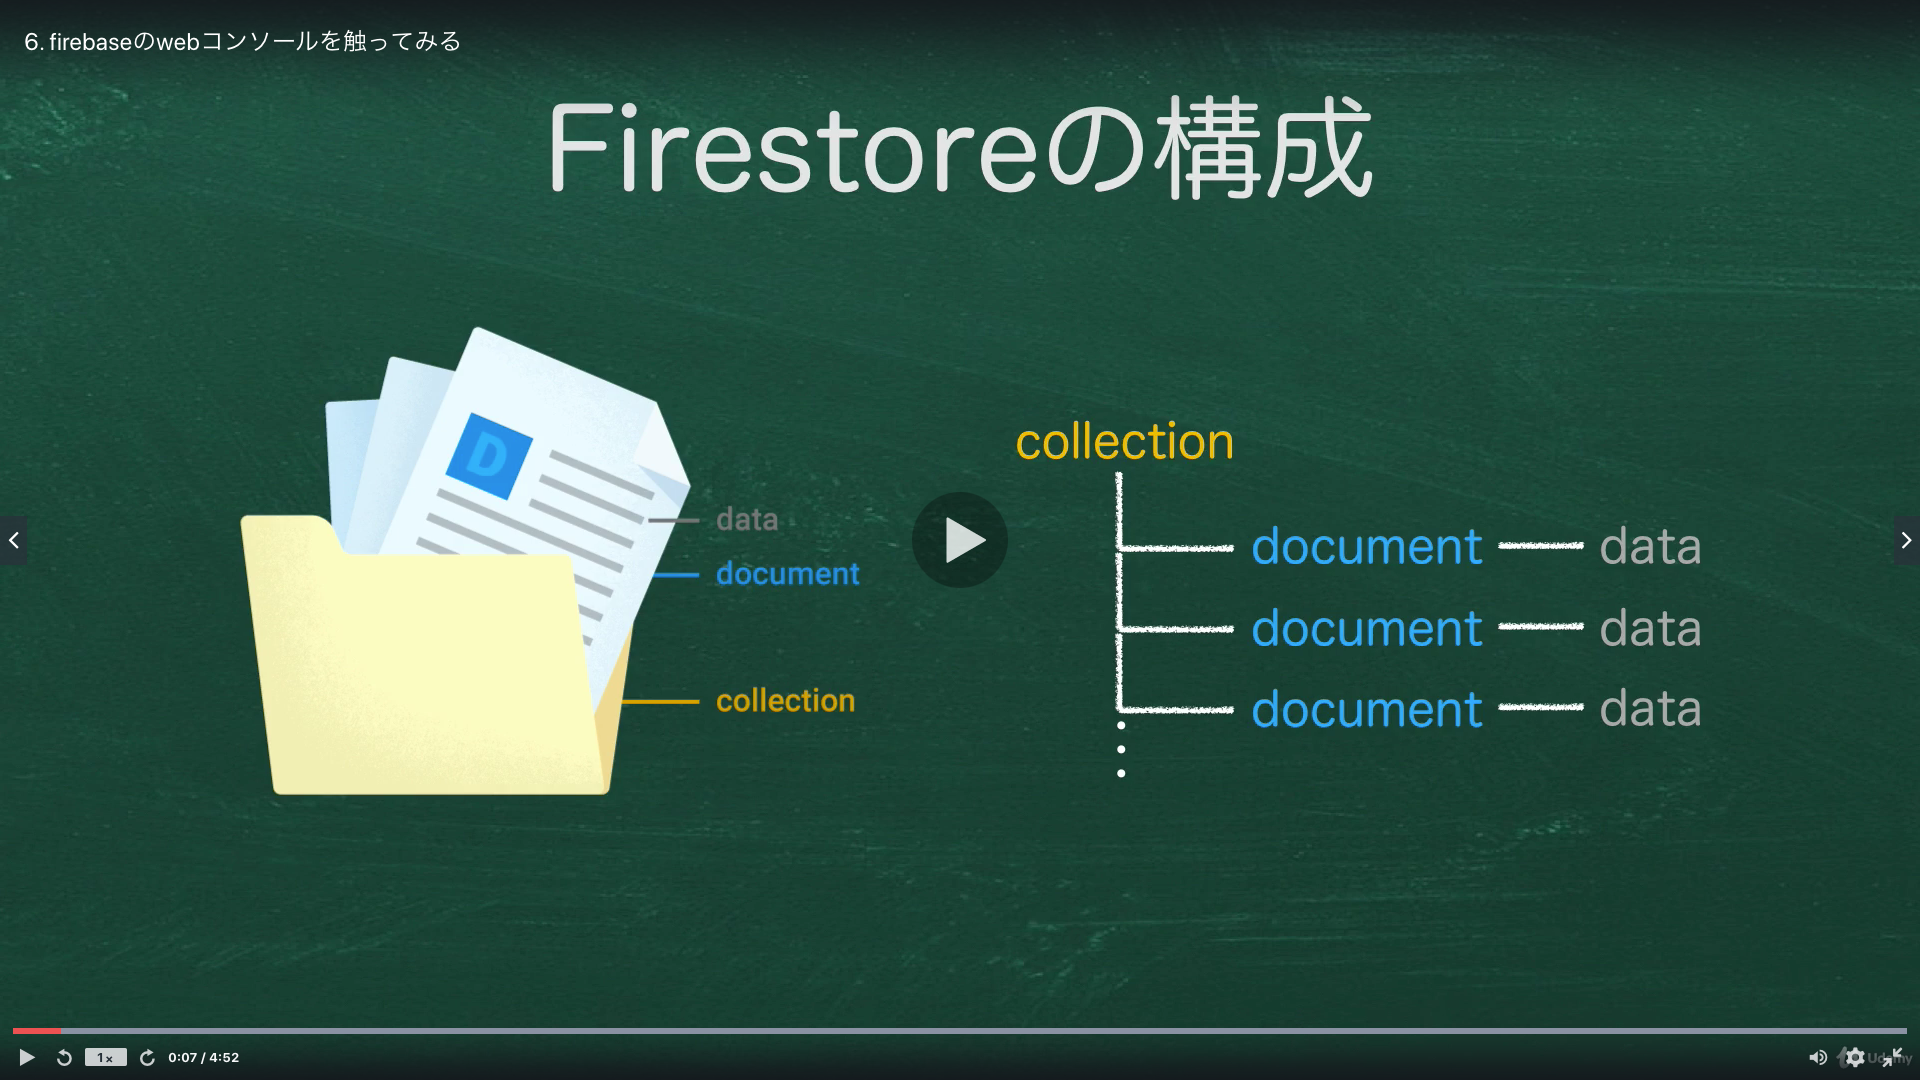 6. firebaseのwebコンソールを触ってみる
Firestoreの構成
D
data
document
collection
collection
document data
document data
document data
1x
0:07 / 4:52
Udemy